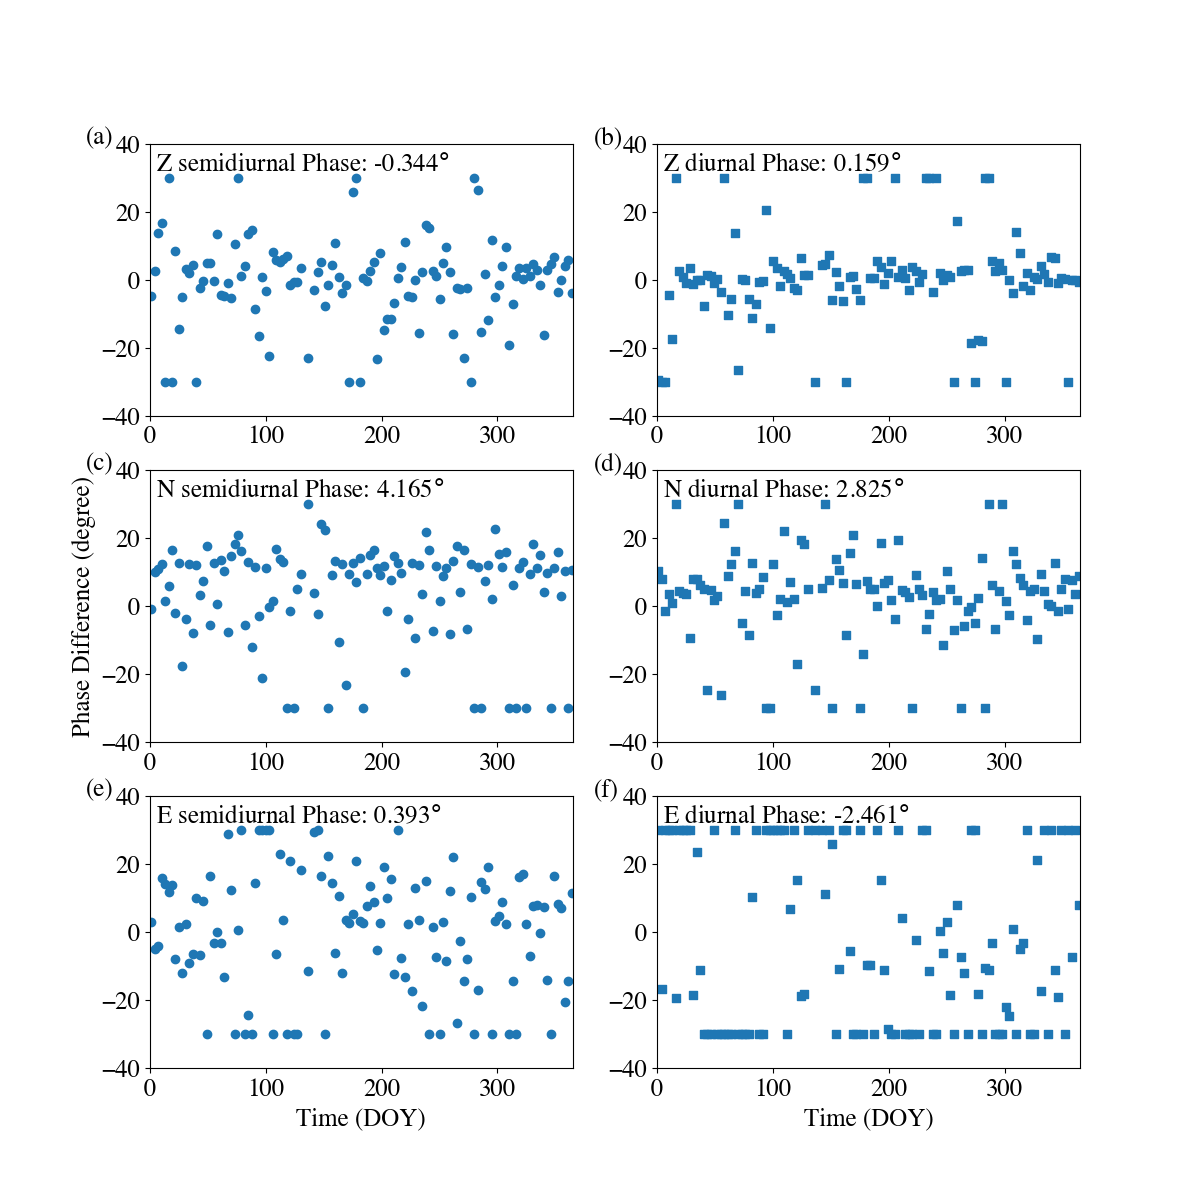 (a)
Z semidiurnal Phase: -0.344°
40
20
0
−20
−40
0 100 200 300
(b)
Z diurnal Phase: 0.159°
40
20
0
−20
−40
0 100 200 300
(c)
N semidiurnal Phase: 4.165°
40
20
0
−20
−40
0 100 200 300
Phase Difference (degree)
(d)
N diurnal Phase: 2.825°
40
20
0
−20
−40
0 100 200 300
(e)
E semidiurnal Phase: 0.393°
40
20
0
−20
−40
0 100 200 300
Time (DOY)
(f)
E diurnal Phase: -2.461°
40
20
0
−20
−40
0 100 200 300
Time (DOY)